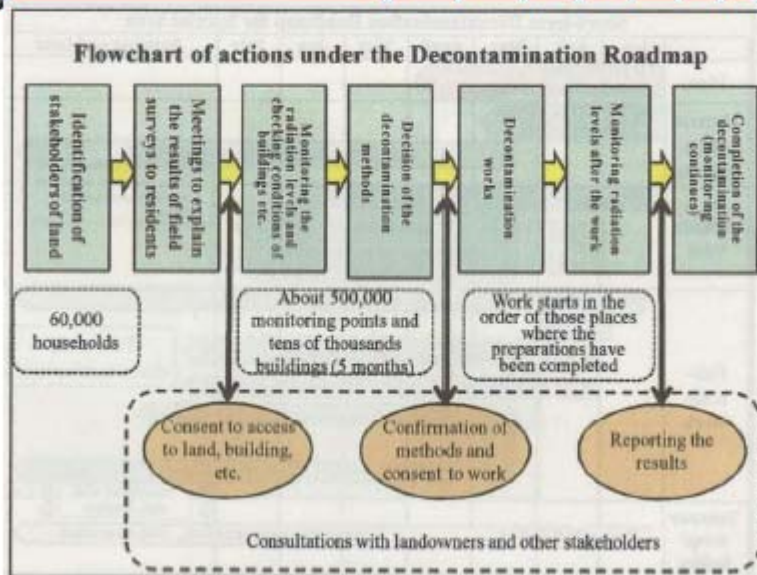 Flowchart of actions under the Decontamination Roadmap
Identification of
stakeholders of land
Meetings to explain
the results of field
surveys to residents
Monitoring the
radiation levels and
checking conditions of
buildings etc.
Decision of the
decontamination
methods
Decontamination
works
Monitoring radiation
levels after the work
Completion of the
decontamination
(monitoring
continues)
60,000
households
About 500,000
monitoring points and
tens of thousands
buildings (5 months)
Work starts in the
order of those places
where the
preparations have
been completed
Consent to access
to land, building,
etc.
Confirmation of
methods and
consent to work
Reporting the
results
Consultations with landowners and other stakeholders